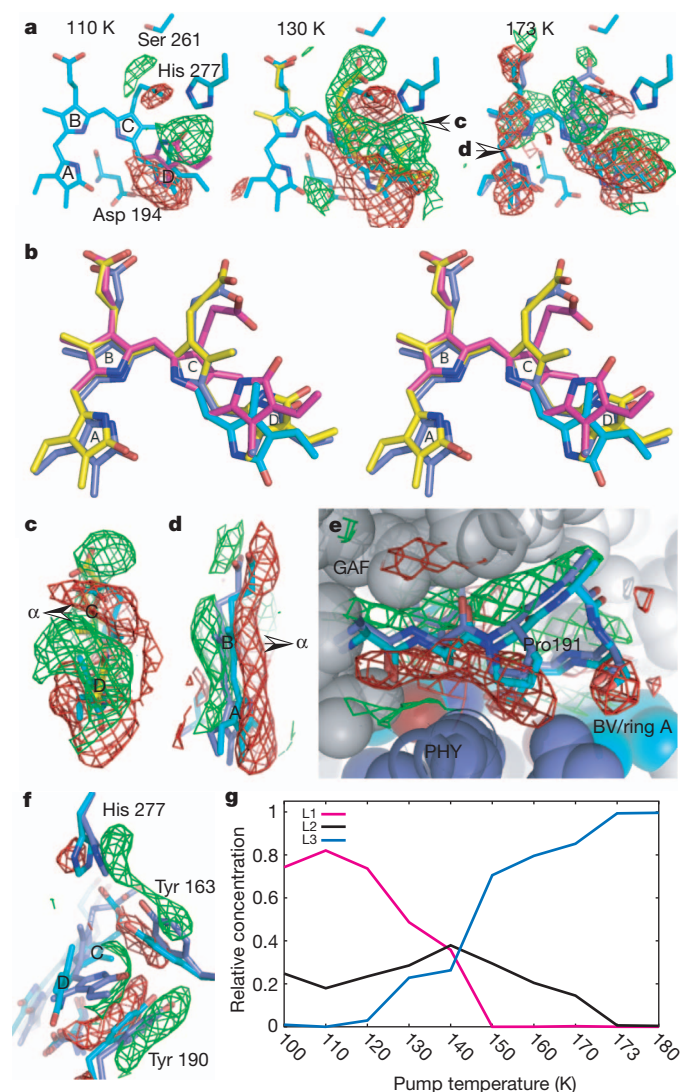 a 110 K 130 K 173 K
Ser 261
His 277
B C
c
d
A D
Asp 194
b
B C B C
A D A D
c d e
GAF
α C
B α
Pro191
D A
BV/ring A
PHY
f g
His 277
L1
L2
L3
Tyr 163
C
D
Tyr 190
Relative concentration
1
0.8
0.6
0.4
0.2
0
100 110 120 130 140 150 160 170 173 180
Pump temperature (K)